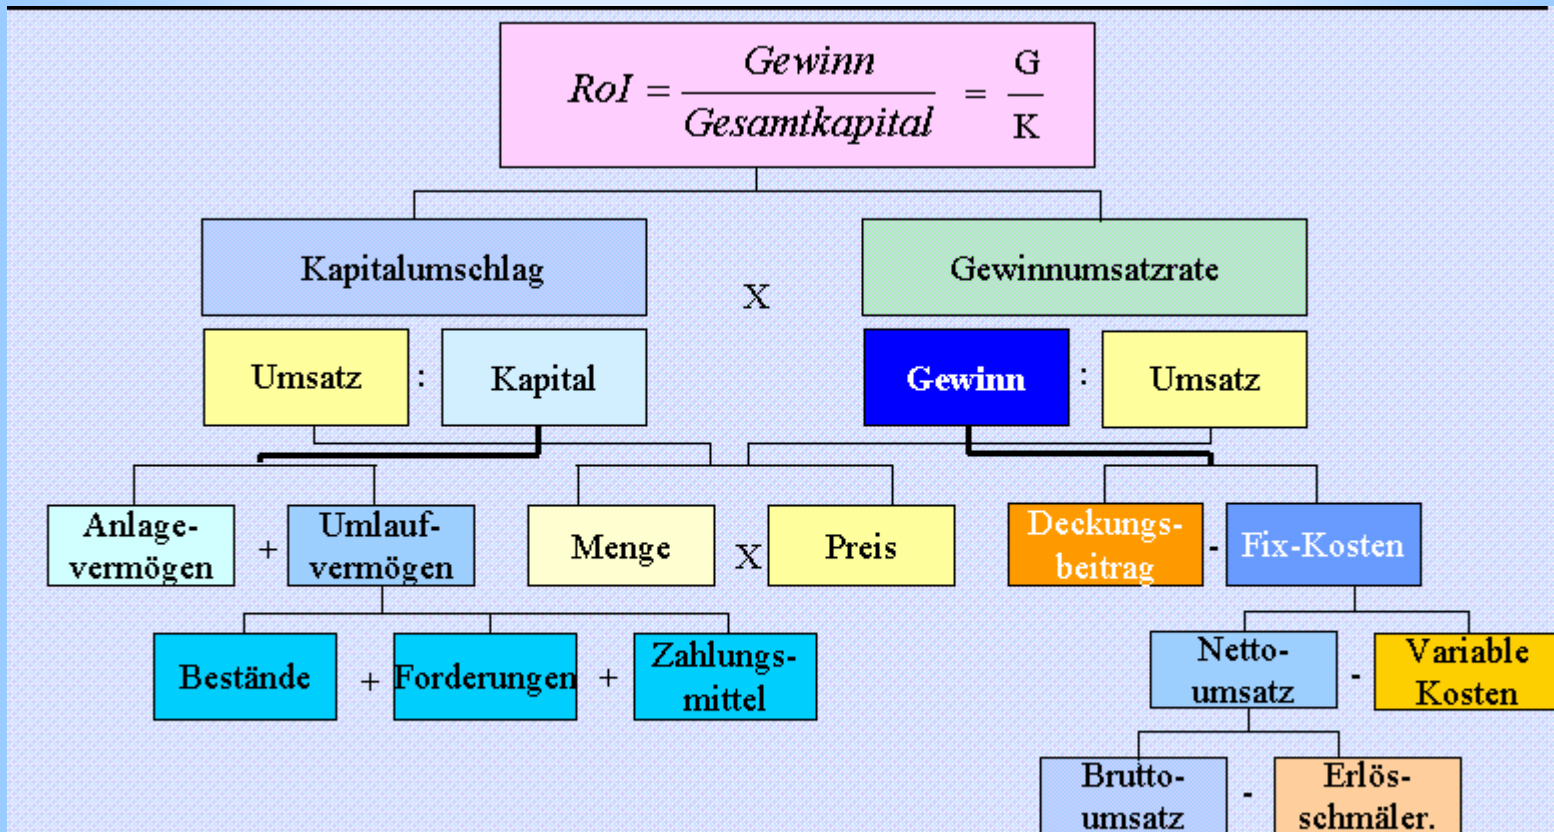 RoI = Gewinn / Gesamtkapital = G / K
Kapitalumschlag X Gewinnumsatzrate
Umsatz : Kapital
Gewinn : Umsatz
Anlage-
vermögen
+
Umlauf-
vermögen
Menge X Preis
Deckungs-
beitrag
-
Fix-Kosten
Bestände + Forderungen +
Zahlungs-
mittel
Netto-
umsatz
-
Variable
Kosten
Brutto-
umsatz
-
Erlös-
schmäler.